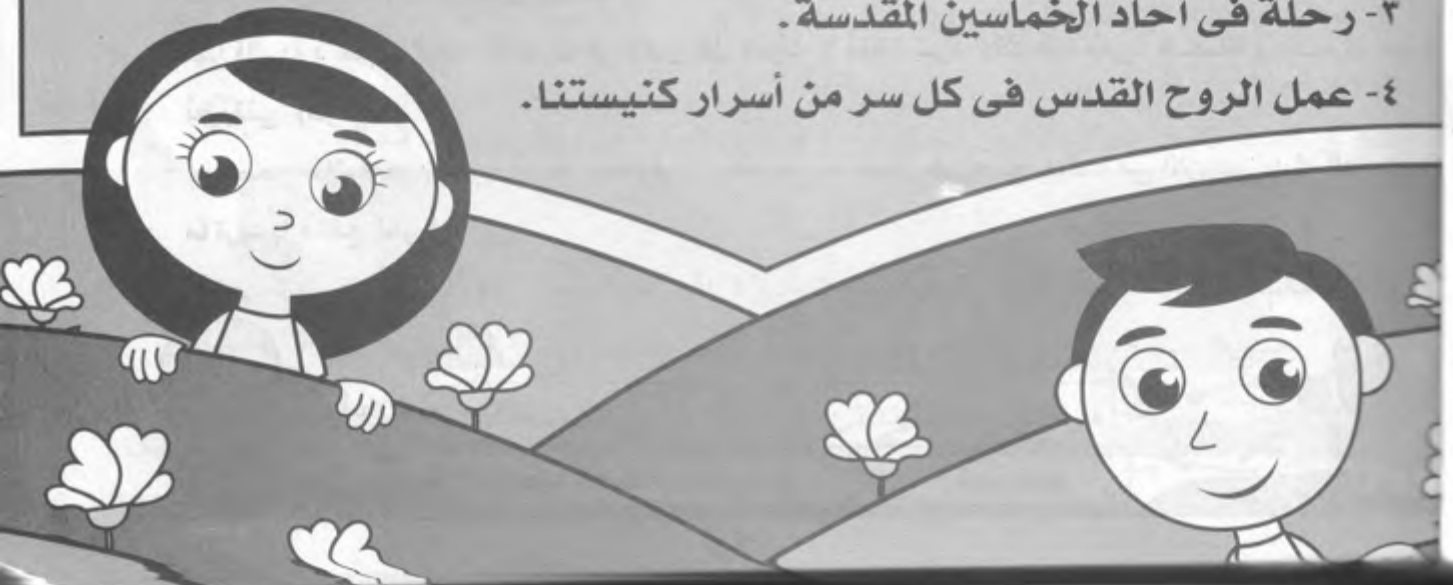 ٣- رحلة فى آحاد الخماسين المقدسة.
٤- عمل الروح القدس فى كل سر من أسرار كنيستنا.